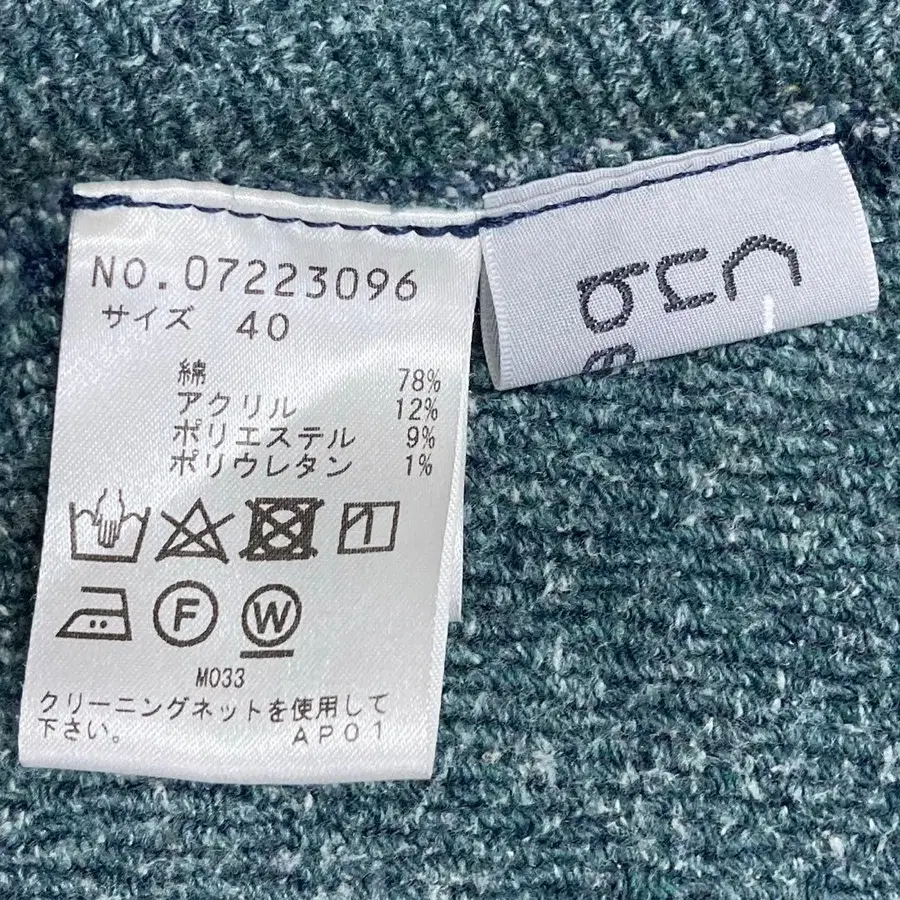 NO.07223096
サイズ 40
綿 78%
アクリル 12%
ポリエステル 9%
ポリウレタン 1%
1
F
W
M033
クリーニングネットを使用して
下さい。 AP01